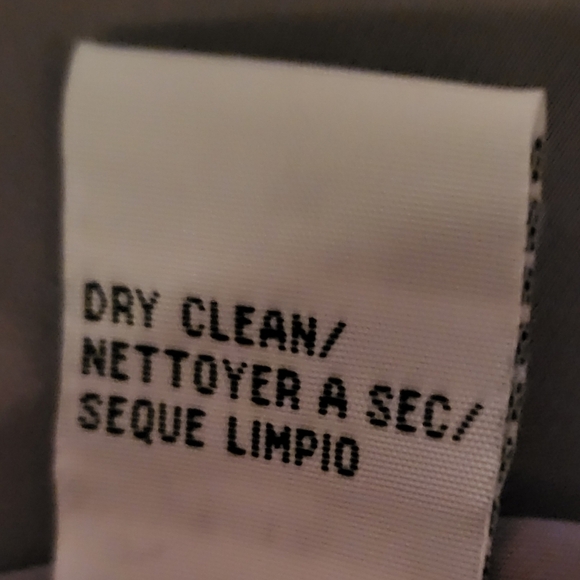 DRY CLEAN/
NETTOYER A SEC/
SEQUE LIMPIO